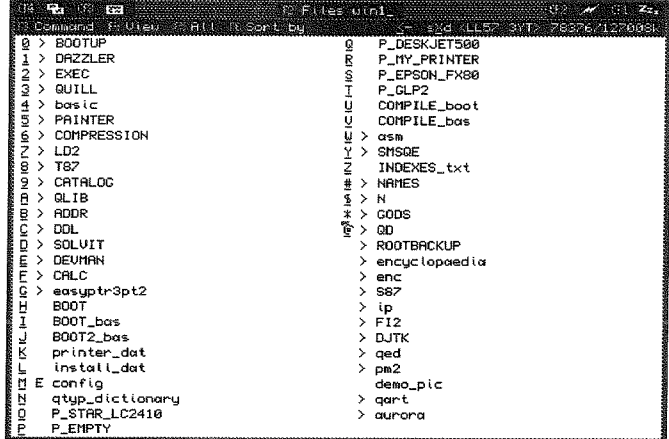 Files win1_
Command View All Sort by
0 > BOOTUP
1 > DAZZLER
2 > EXEC
3 > QUILL
4 > basic
5 > PAINTER
6 > COMPRESSION
7 > LD2
8 > T87
9 > CATALOG
A > QLIB
B > ADDR
C > DDL
D > SOLVIT
E > DEVMAN
F > CALC
G > easyptr3pt2
H BOOT
I BOOT_bas
J BOOT2_bas
K printer_dat
L install_dat
M E config
N qtyp_dictionary
O P_STAR_LC2410
P P_EMPTY
Q P_DESKJET500
R P_MY_PRINTER
S P_EPSON_FX80
T P_GLP2
U COMPILE_boot
V COMPILE_bas
W > asm
Y > SMSQE
Z INDEXES_txt
# > NAMES
$ > N
* > GODS
> QD
> ROOTBACKUP
> encyclopaedia
> enc
> S87
> ip
> FI2
> DJTK
> qed
> pm2
demo_pic
> qart
> aurora